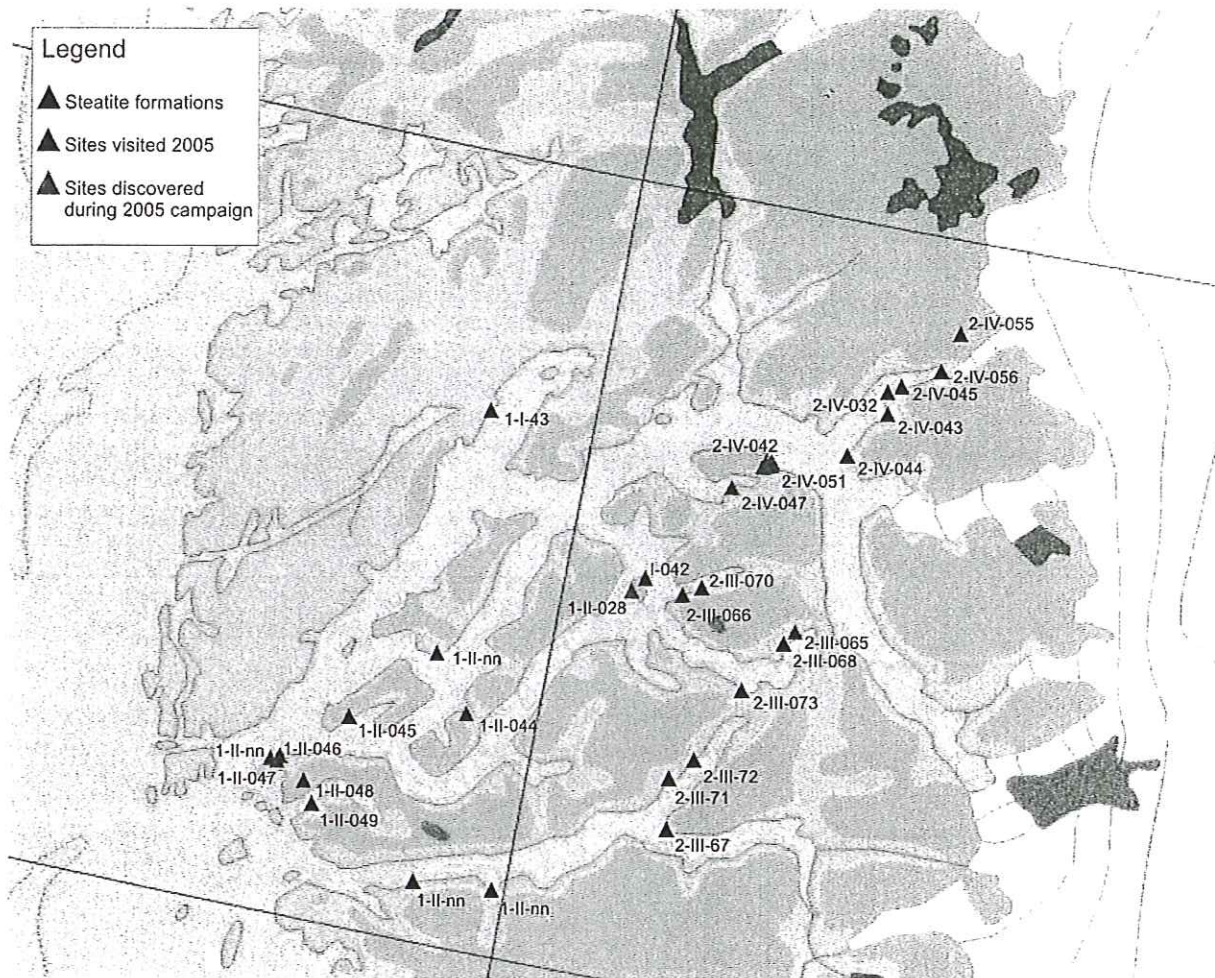 Legend
Steatite formations
Sites visited 2005
Sites discovered
during 2005 campaign
2-IV-055
2-IV-056
2-IV-045
2-IV-032
2-IV-043
1-I-43
2-IV-042
2-IV-044
2-IV-051
2-IV-047
I-042
2-III-070
1-II-028
2-III-066
2-III-065
2-III-068
1-II-nn
2-III-073
1-II-045
1-II-044
1-II-nn
1-II-046
1-II-047
2-III-72
2-III-71
1-II-048
1-II-049
2-III-67
1-II-nn
1-II-nn